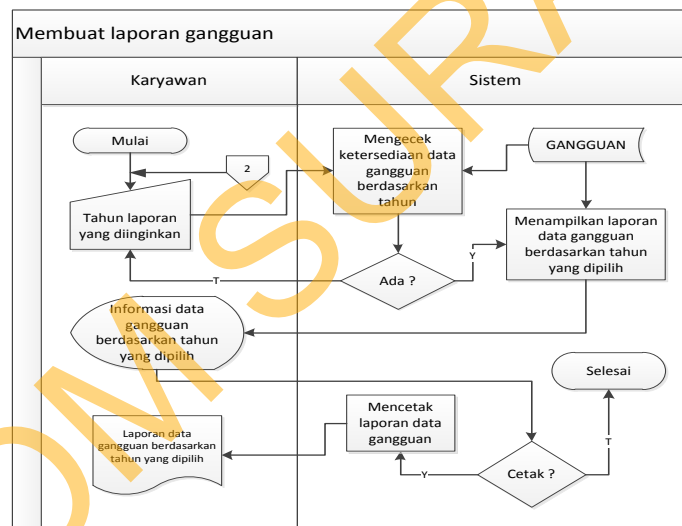 Membuat laporan gangguan
Karyawan
Sistem
Mulai
2
Tahun laporan
yang diinginkan
Mengecek
ketersediaan data
gangguan
berdasarkan
tahun
GANGGUAN
Menampilkan laporan
data gangguan
berdasarkan tahun
yang dipilih
Ada ?
T
Y
Informasi data
gangguan
berdasarkan tahun
yang dipilih
Selesai
Mencetak
laporan data
gangguan
Laporan data
gangguan berdasarkan
tahun yang dipilih
Cetak ?
Y
T
OM SURA